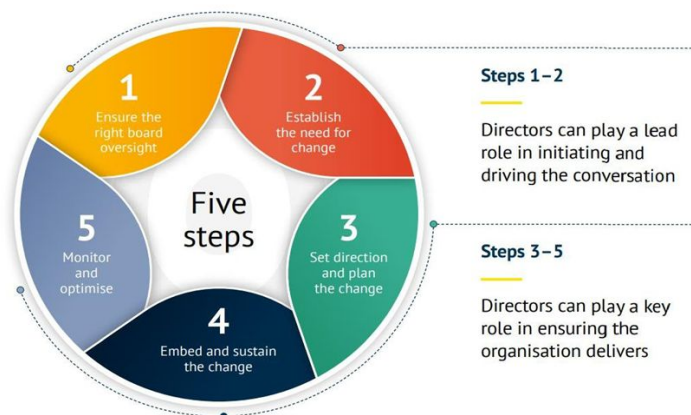 1
Ensure the
right board
oversight
2
Establish
the need for
change
3
Set direction
and plan
the change
4
Embed and sustain
the change
5
Monitor
and
optimise
Five
steps
Steps 1–2
Directors can play a lead
role in initiating and
driving the conversation
Steps 3–5
Directors can play a key
role in ensuring the
organisation delivers